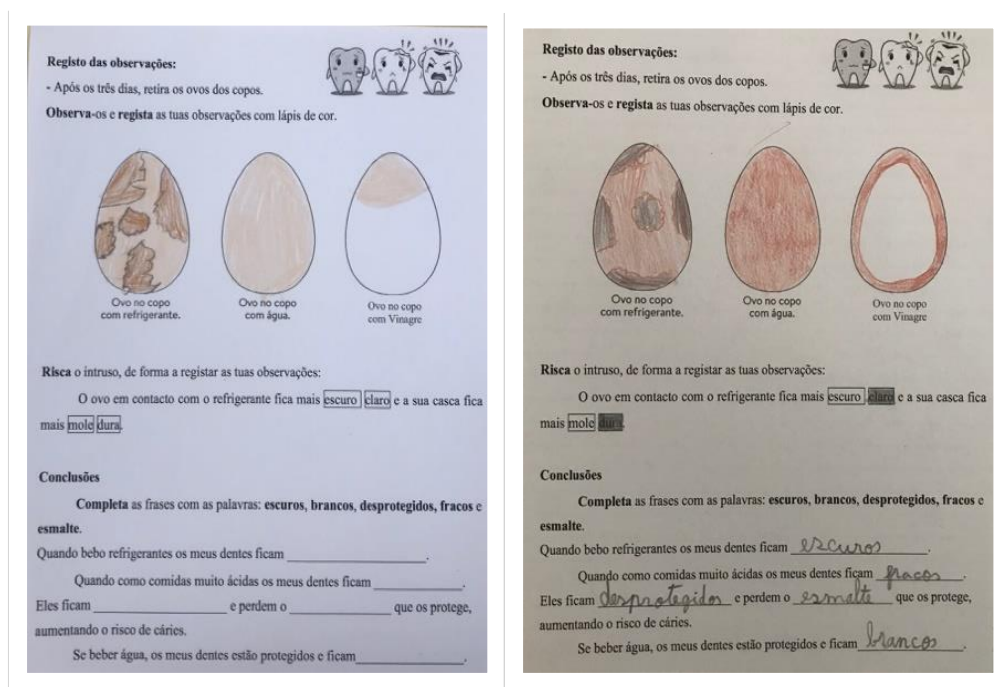 Registo das observações:
- Após os três dias, retira os ovos dos copos.
Observa-os e regista as tuas observações com lápis de cor.
Ovo no copo
com refrigerante.
Ovo no copo
com água.
Ovo no copo
com Vinagre
Risca o intruso, de forma a registar as tuas observações:
O ovo em contacto com o refrigerante fica mais escuro claro e a sua casca fica
mais mole dura.
Conclusões
Completa as frases com as palavras: escuros, brancos, desprotegidos, fracos e
esmalte.
Quando bebo refrigerantes os meus dentes ficam ____________.
Quando como comidas muito ácidas os meus dentes ficam ____________.
Eles ficam ____________ e perdem o ____________ que os protege,
aumentando o risco de cáries.
Se beber água, os meus dentes estão protegidos e ficam____________.
Registo das observações:
- Após os três dias, retira os ovos dos copos.
Observa-os e regista as tuas observações com lápis de cor.
Ovo no copo
com refrigerante.
Ovo no copo
com água.
Ovo no copo
com Vinagre
Risca o intruso, de forma a registar as tuas observações:
O ovo em contacto com o refrigerante fica mais escuro claro e a sua casca fica
mais mole dura.
Conclusões
Completa as frases com as palavras: escuros, brancos, desprotegidos, fracos e
esmalte.
Quando bebo refrigerantes os meus dentes ficam escuros.
Quando como comidas muito ácidas os meus dentes ficam fracos.
Eles ficam desprotegidos e perdem o esmalte que os protege,
aumentando o risco de cáries.
Se beber água, os meus dentes estão protegidos e ficam brancos.